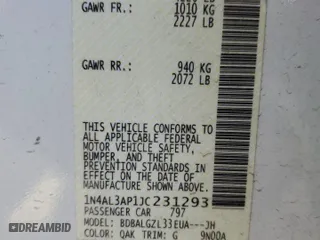 GAWR FR: 1010 KG
2227 LB
GAWR RR: 940 KG
2072 LB
THIS VEHICLE CONFORMS TO ALL
APPLICABLE FEDERAL
MOTOR VEHICLE SAFETY,
BUMPER, AND THEFT
PREVENTION STANDARDS
IN EFFECT ON THE DATE OF
MANUFACTURE SHOWN ABOVE.
1N4AL3AP1JC231293
PASSENGER CAR 797
MODEL: BDBALGZL33EUA---JH
COLOR: QAK TRIM: G 9N00A